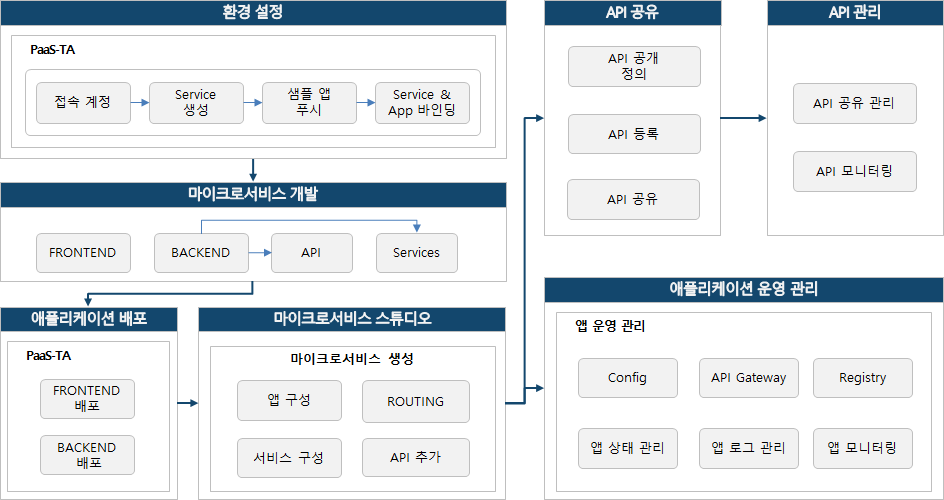 환경 설정
PaaS-TA
접속 계정
Service
생성
샘플 앱
푸시
Service &
App 바인딩
마이크로서비스 개발
FRONTEND
BACKEND
API
Services
애플리케이션 배포
PaaS-TA
FRONTEND
배포
BACKEND
배포
마이크로서비스 스튜디오
마이크로서비스 생성
앱 구성
ROUTING
서비스 구성
API 추가
API 공유
API 공개
정의
API 등록
API 공유
API 관리
API 공유 관리
API 모니터링
애플리케이션 운영 관리
앱 운영 관리
Config
API Gateway
Registry
앱 상태 관리
앱 로그 관리
앱 모니터링